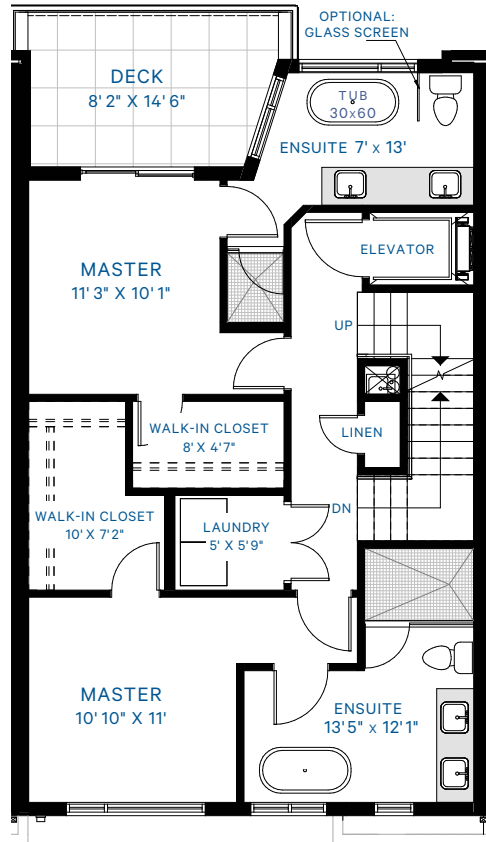 OPTIONAL:
GLASS SCREEN
DECK
8' 2" X 14' 6"
TUB
30x60
ENSUITE 7' x 13'
ELEVATOR
MASTER
11' 3" X 10' 1"
UP
WALK-IN CLOSET
8' X 4'7"
LINEN
WALK-IN CLOSET
10' X 7'2"
LAUNDRY
5' X 5'9"
DN
MASTER
10' 10" X 11'
ENSUITE
13'5" x 12'1"